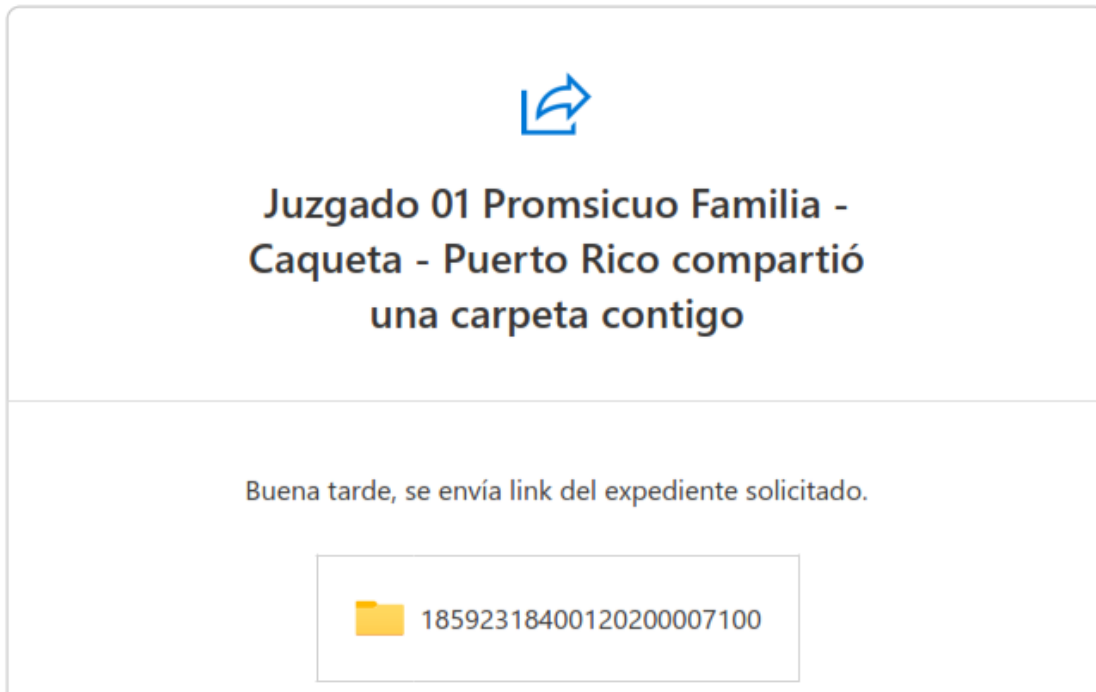 Juzgado 01 Promsicuo Familia -
Caqueta - Puerto Rico compartió
una carpeta contigo
Buena tarde, se envía link del expediente solicitado.
18592318400120200007100